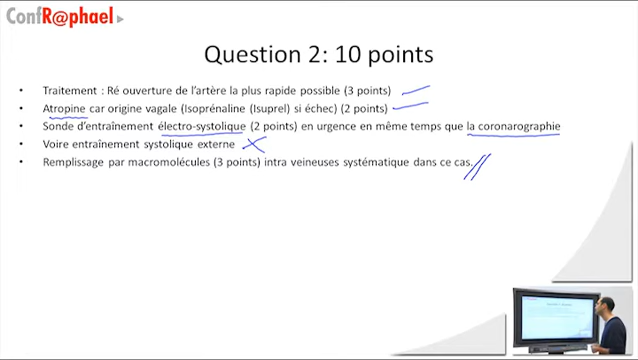 ConfR@phael
Question 2: 10 points
• Traitement : Ré ouverture de l'artère la plus rapide possible (3 points)
• Atropine car origine vagale (Isoprénaline (Isuprel) si échec) (2 points)
• Sonde d'entraînement électro-systolique (2 points) en urgence en même temps que la coronarographie
• Voire entraînement systolique externe
• Remplissage par macromolécules (3 points) intra veineuses systématique dans ce cas.